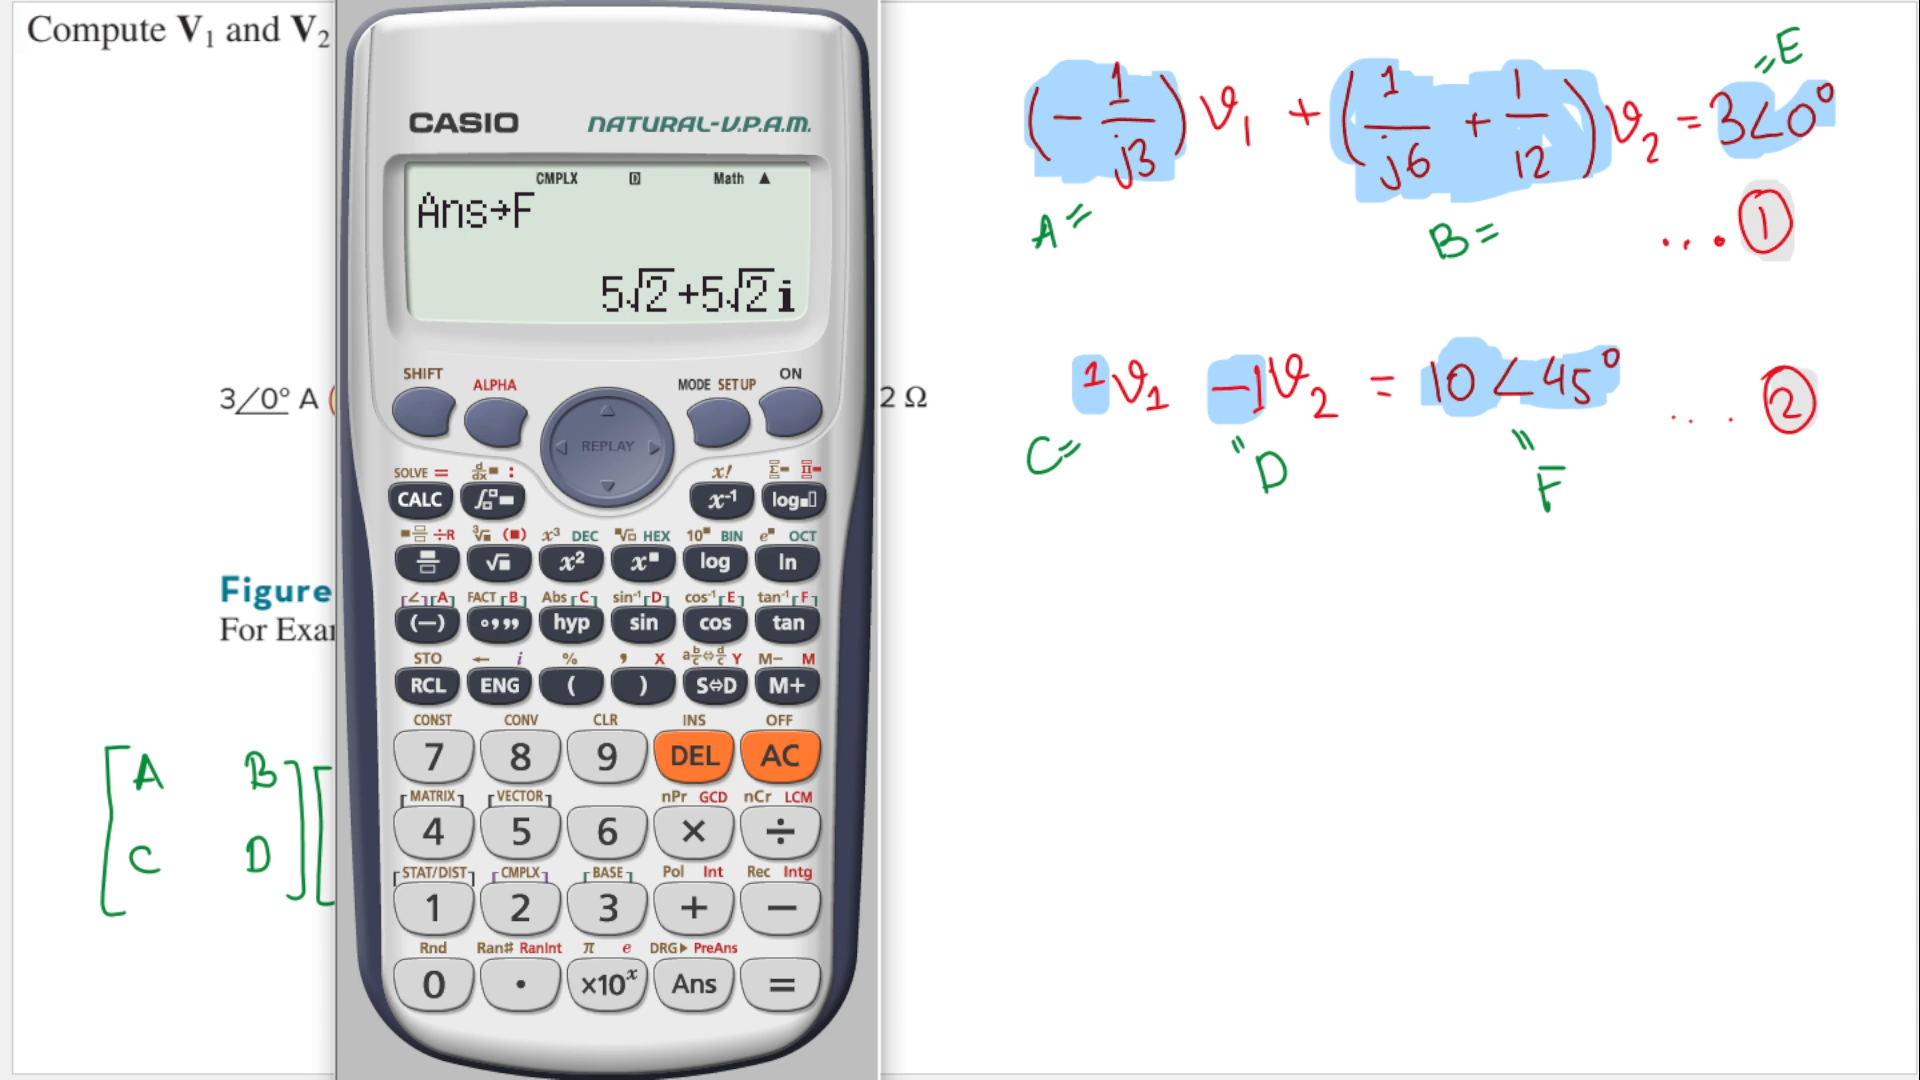 Compute V₁ and V₂
3∠0° A
2 Ω
Figure
For Exa
[A B] [
[C D]
(- 1/j3) V₁ + (1/j6 + 1/12) V₂ = 3∠0°
= E
A =
B =
... ①
1V₁ -1V₂ = 10∠45°
.... ②
C =
= D
= F
CASIO NATURAL-V.P.A.M.
CMPLX D Math ▲
Ans→F
5√2+5√2i
SHIFT ALPHA MODE SETUP ON
REPLAY
SOLVE = d/dx■ : x! Σ▪ Π▪
CALC ∫▪ x⁻¹ log▪▯
■▪/▪ ÷R ³√■ (■) x³ DEC ■√▯ HEX 10■ BIN e■ OCT
▪/▪ √■ x² x■ log ln
∠ A FACT B Abs C sin⁻¹ D cos⁻¹ E tan⁻¹ F
(−) °,,, hyp sin cos tan
STO ← i % , X a b/c⇔d/c Y M− M
RCL ENG ( ) S⇔D M+
CONST CONV CLR INS OFF
7 8 9 DEL AC
MATRIX VECTOR nPr GCD nCr LCM
4 5 6 × ÷
STAT/DIST CMPLX BASE Pol Int Rec Intg
1 2 3 + −
Rnd Ran# RanInt π e DRG▶ PreAns
0 . ×10ˣ Ans =